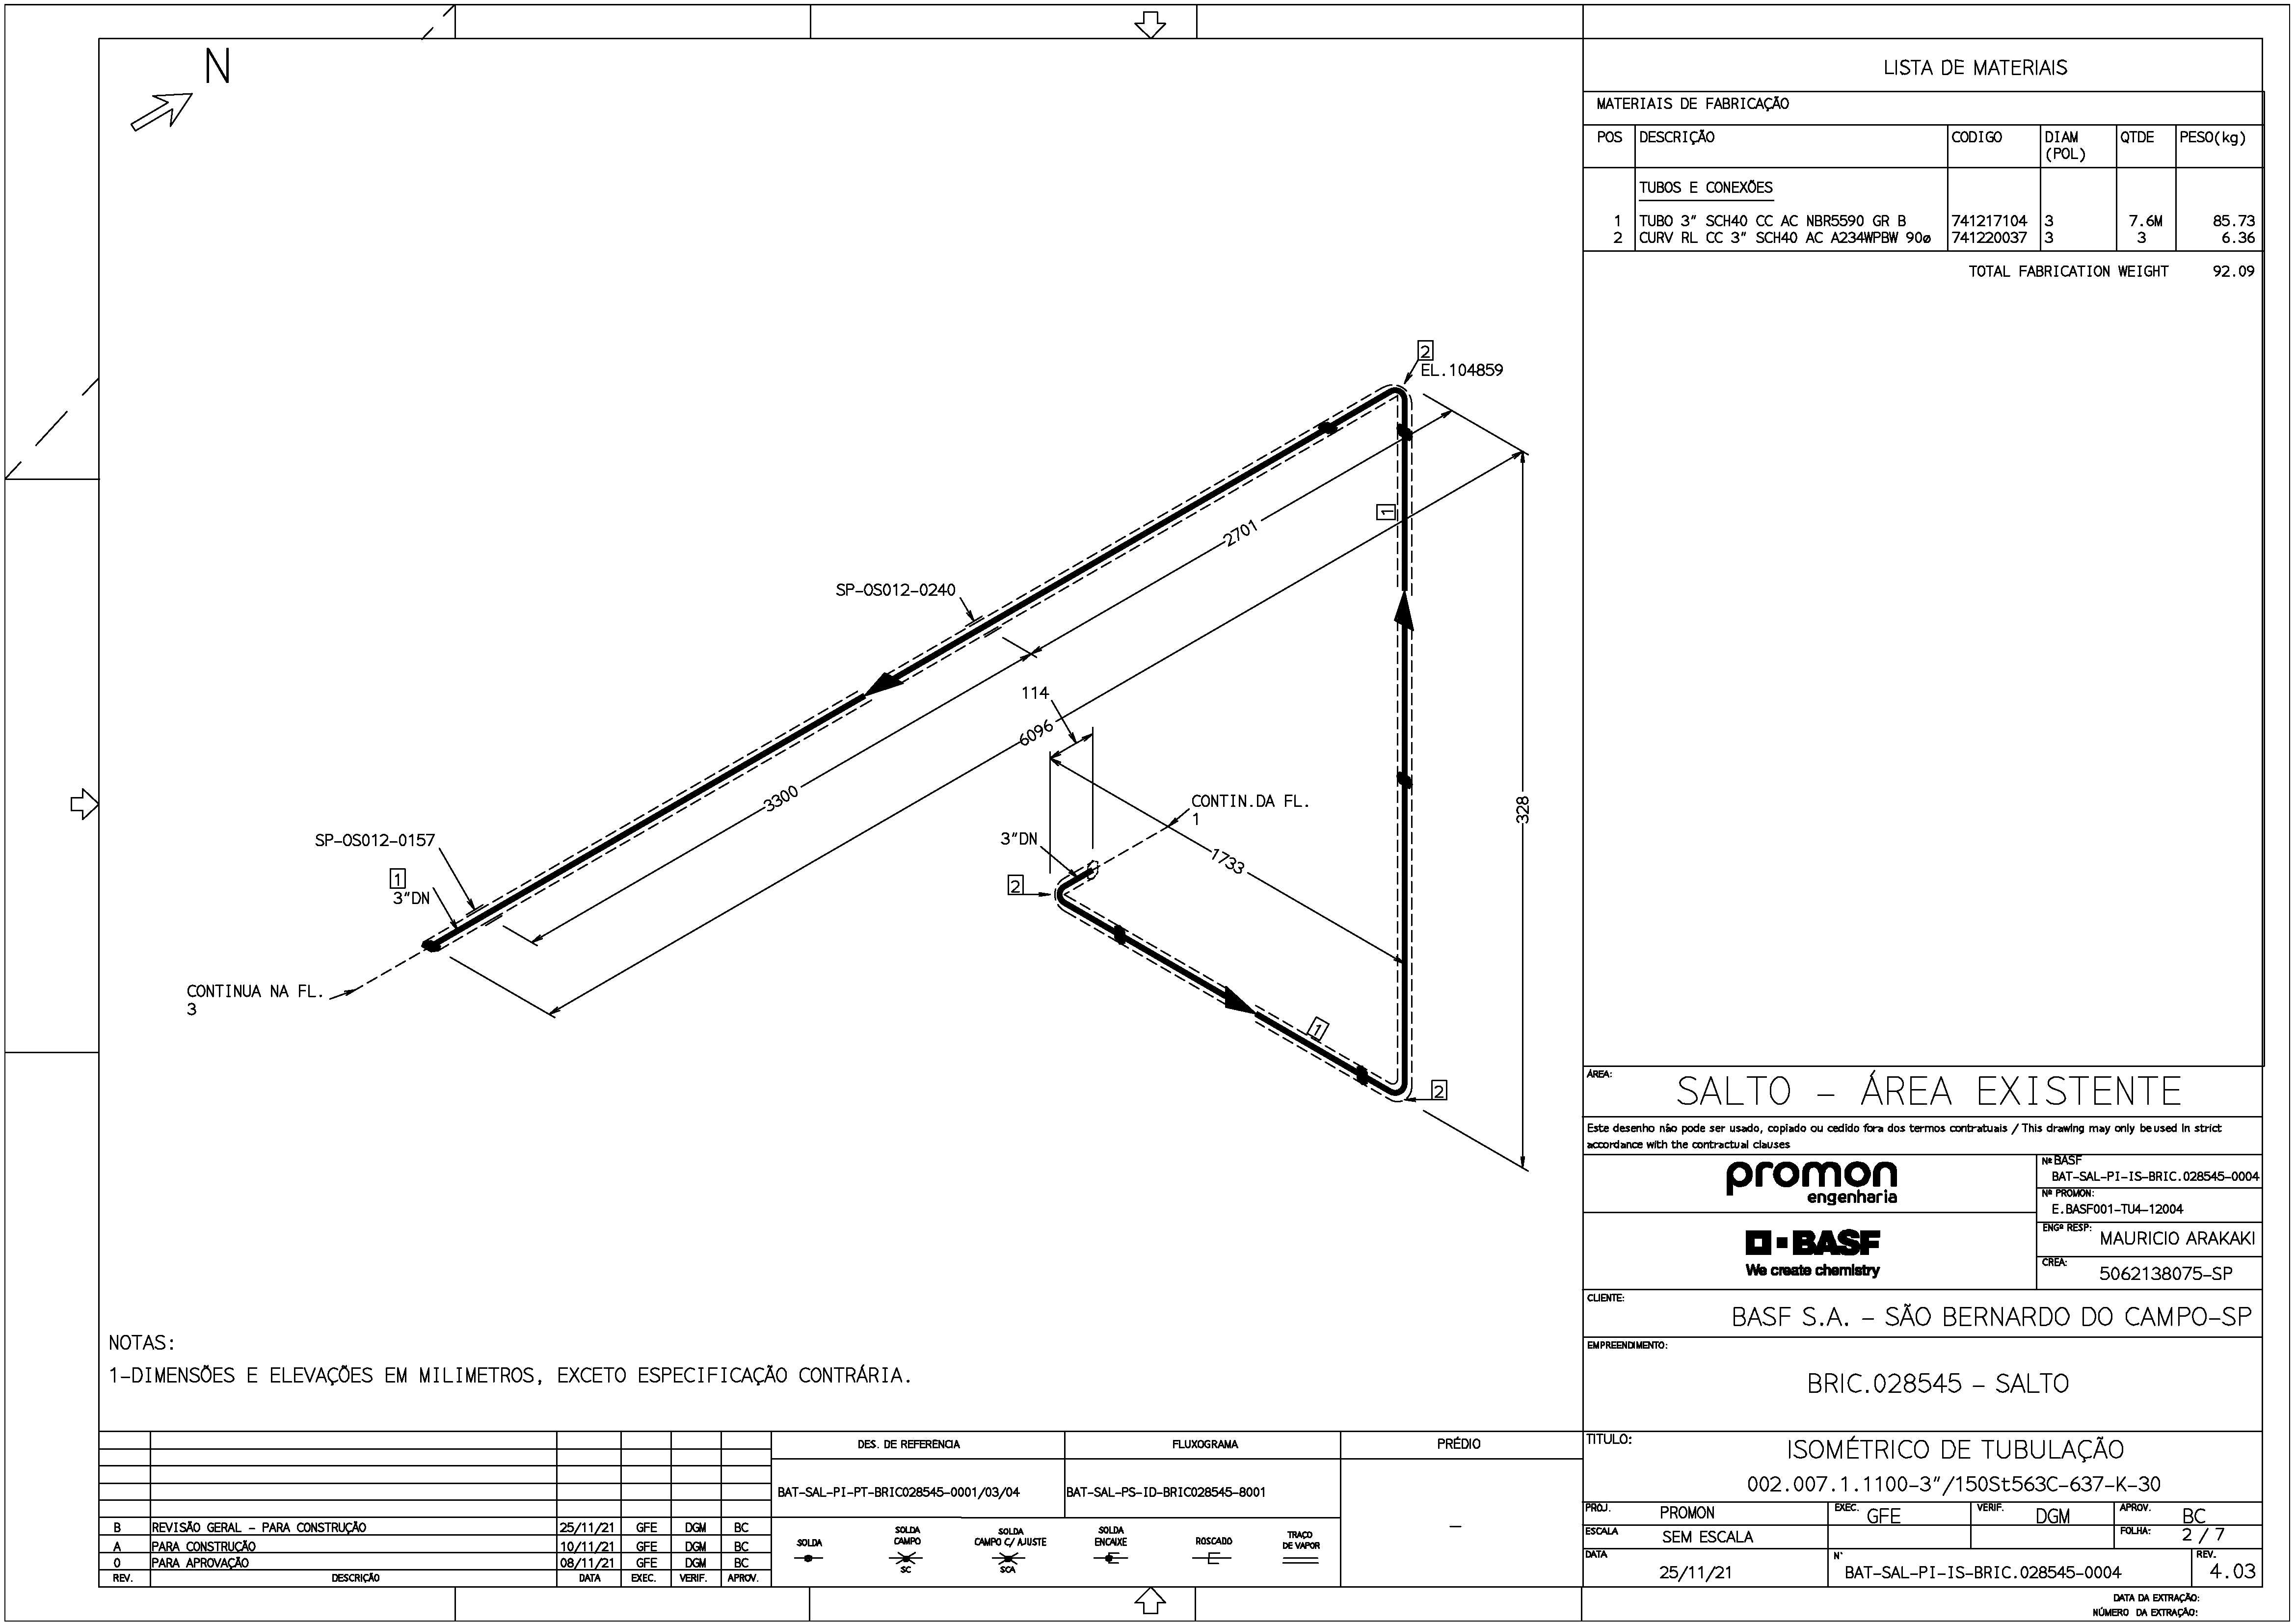 N
LISTA DE MATERIAIS
MATERIAIS DE FABRICAÇÃO
POS DESCRIÇÃO CODIGO DIAM (POL) QTDE PESO(kg)
TUBOS E CONEXÕES
1 TUBO 3" SCH40 CC AC NBR5590 GR B 741217104 3 7.6M 85.73
2 CURV RL CC 3" SCH40 AC A234WPBW 90ø 741220037 3 3 6.36
TOTAL FABRICATION WEIGHT 92.09
2
EL.104859
1
2701
SP-OS012-0240
114
6096
3300
328
CONTIN.DA FL.
1
3"DN
1733
SP-OS012-0157
1
3"DN
2
CONTINUA NA FL.
3
1
2
NOTAS:
1-DIMENSÕES E ELEVAÇÕES EM MILIMETROS, EXCETO ESPECIFICAÇÃO CONTRÁRIA.
ÁREA:
SALTO - ÁREA EXISTENTE
Este desenho não pode ser usado, copiado ou cedido fora dos termos contratuais / This drawing may only be used in strict
accordance with the contractual clauses
promon
engenharia
Nº BASF
BAT-SAL-PI-IS-BRIC.028545-0004
Nº PROMON:
E.BASF001-TU4-12004
BASF
We create chemistry
ENGº RESP:
MAURICIO ARAKAKI
CREA:
5062138075-SP
CLIENTE:
BASF S.A. - SÃO BERNARDO DO CAMPO-SP
EMPREENDIMENTO:
BRIC.028545 - SALTO
TITULO:
ISOMÉTRICO DE TUBULAÇÃO
002.007.1.1100-3"/150St563C-637-K-30
PROJ. PROMON EXEC. GFE VERIF. DGM APROV. BC
ESCALA SEM ESCALA FOLHA: 2 / 7
DATA 25/11/21 N° BAT-SAL-PI-IS-BRIC.028545-0004 REV. 4.03
DATA DA EXTRAÇÃO:
NÚMERO DA EXTRAÇÃO:
DES. DE REFERÊNCIA FLUXOGRAMA PRÉDIO
BAT-SAL-PI-PT-BRIC028545-0001/03/04 BAT-SAL-PS-ID-BRIC028545-8001 -
SOLDA
SOLDA CAMPO SC
SOLDA CAMPO C/ AJUSTE SCA
SOLDA ENCAIXE
ROSCADO
TRAÇO DE VAPOR
B REVISÃO GERAL - PARA CONSTRUÇÃO 25/11/21 GFE DGM BC
A PARA CONSTRUÇÃO 10/11/21 GFE DGM BC
0 PARA APROVAÇÃO 08/11/21 GFE DGM BC
REV. DESCRIÇÃO DATA EXEC. VERIF. APROV.